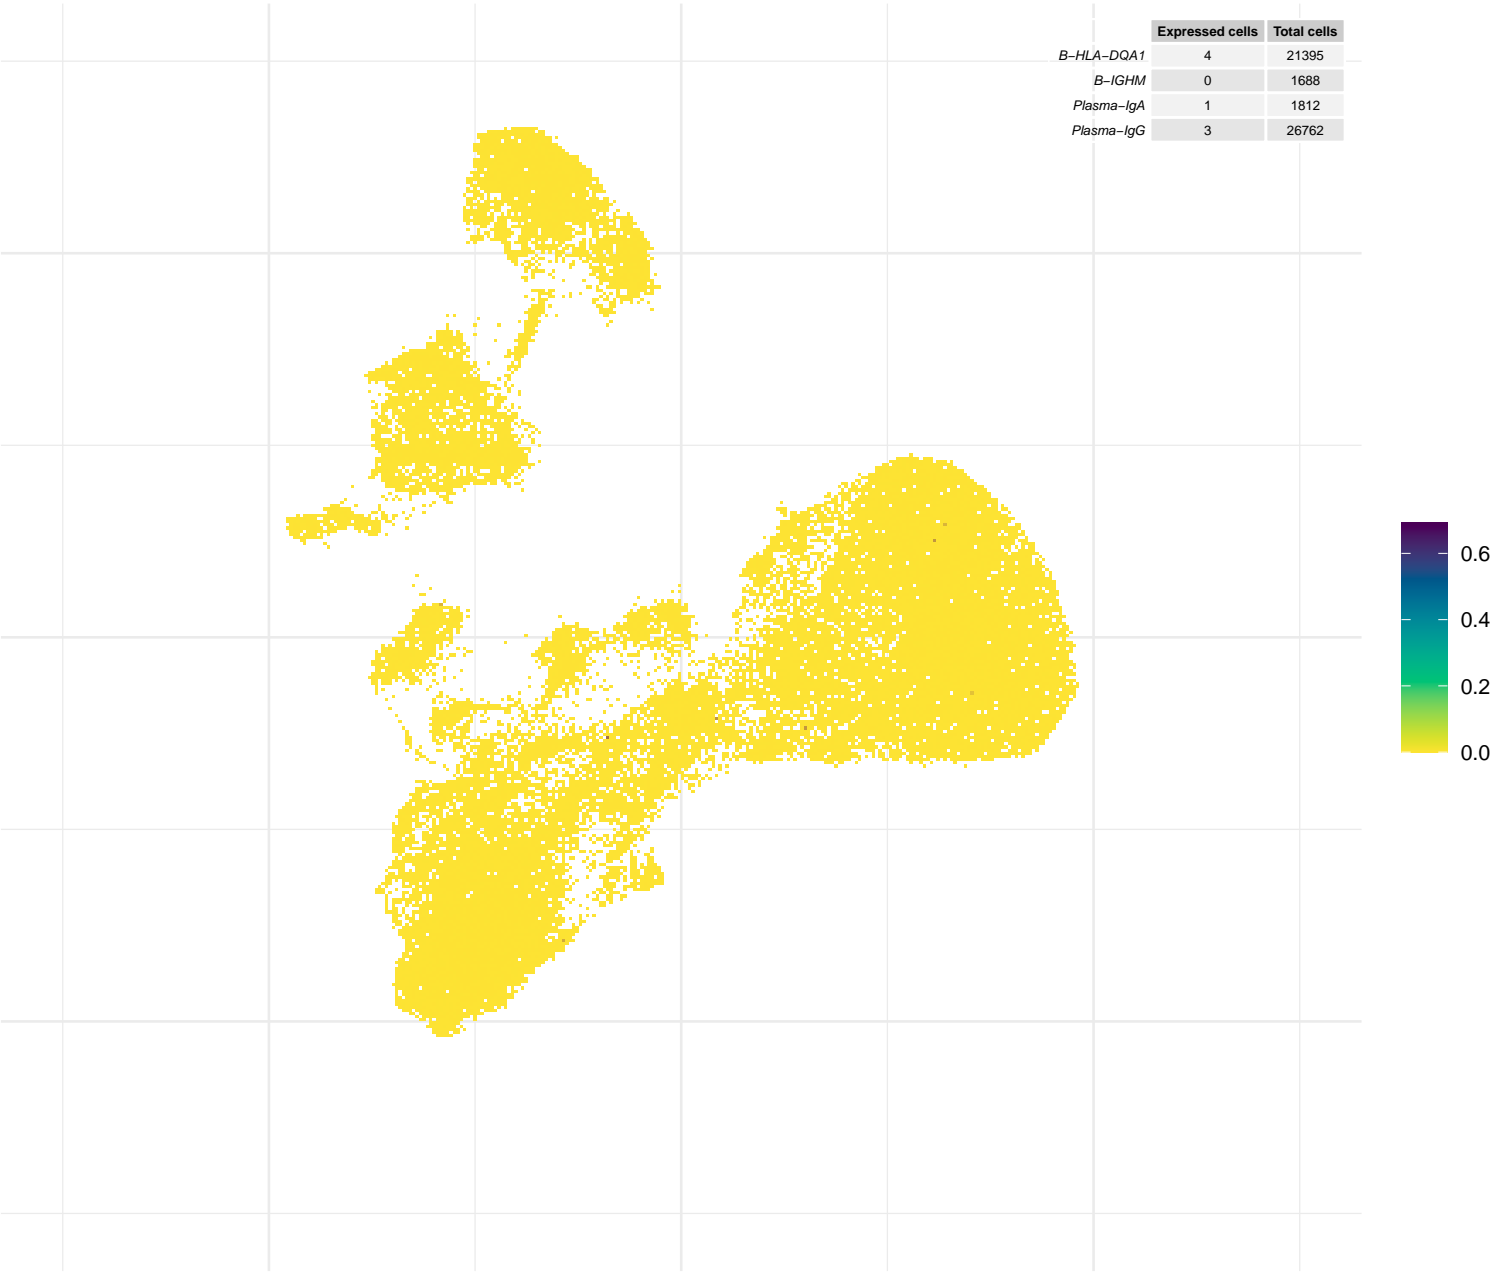 Expressed cells Total cells
B−HLA−DQA1 4 21395
B−IGHM 0 1688
Plasma−IgA 1 1812
Plasma−IgG 3 26762
0.6
0.4
0.2
0.0